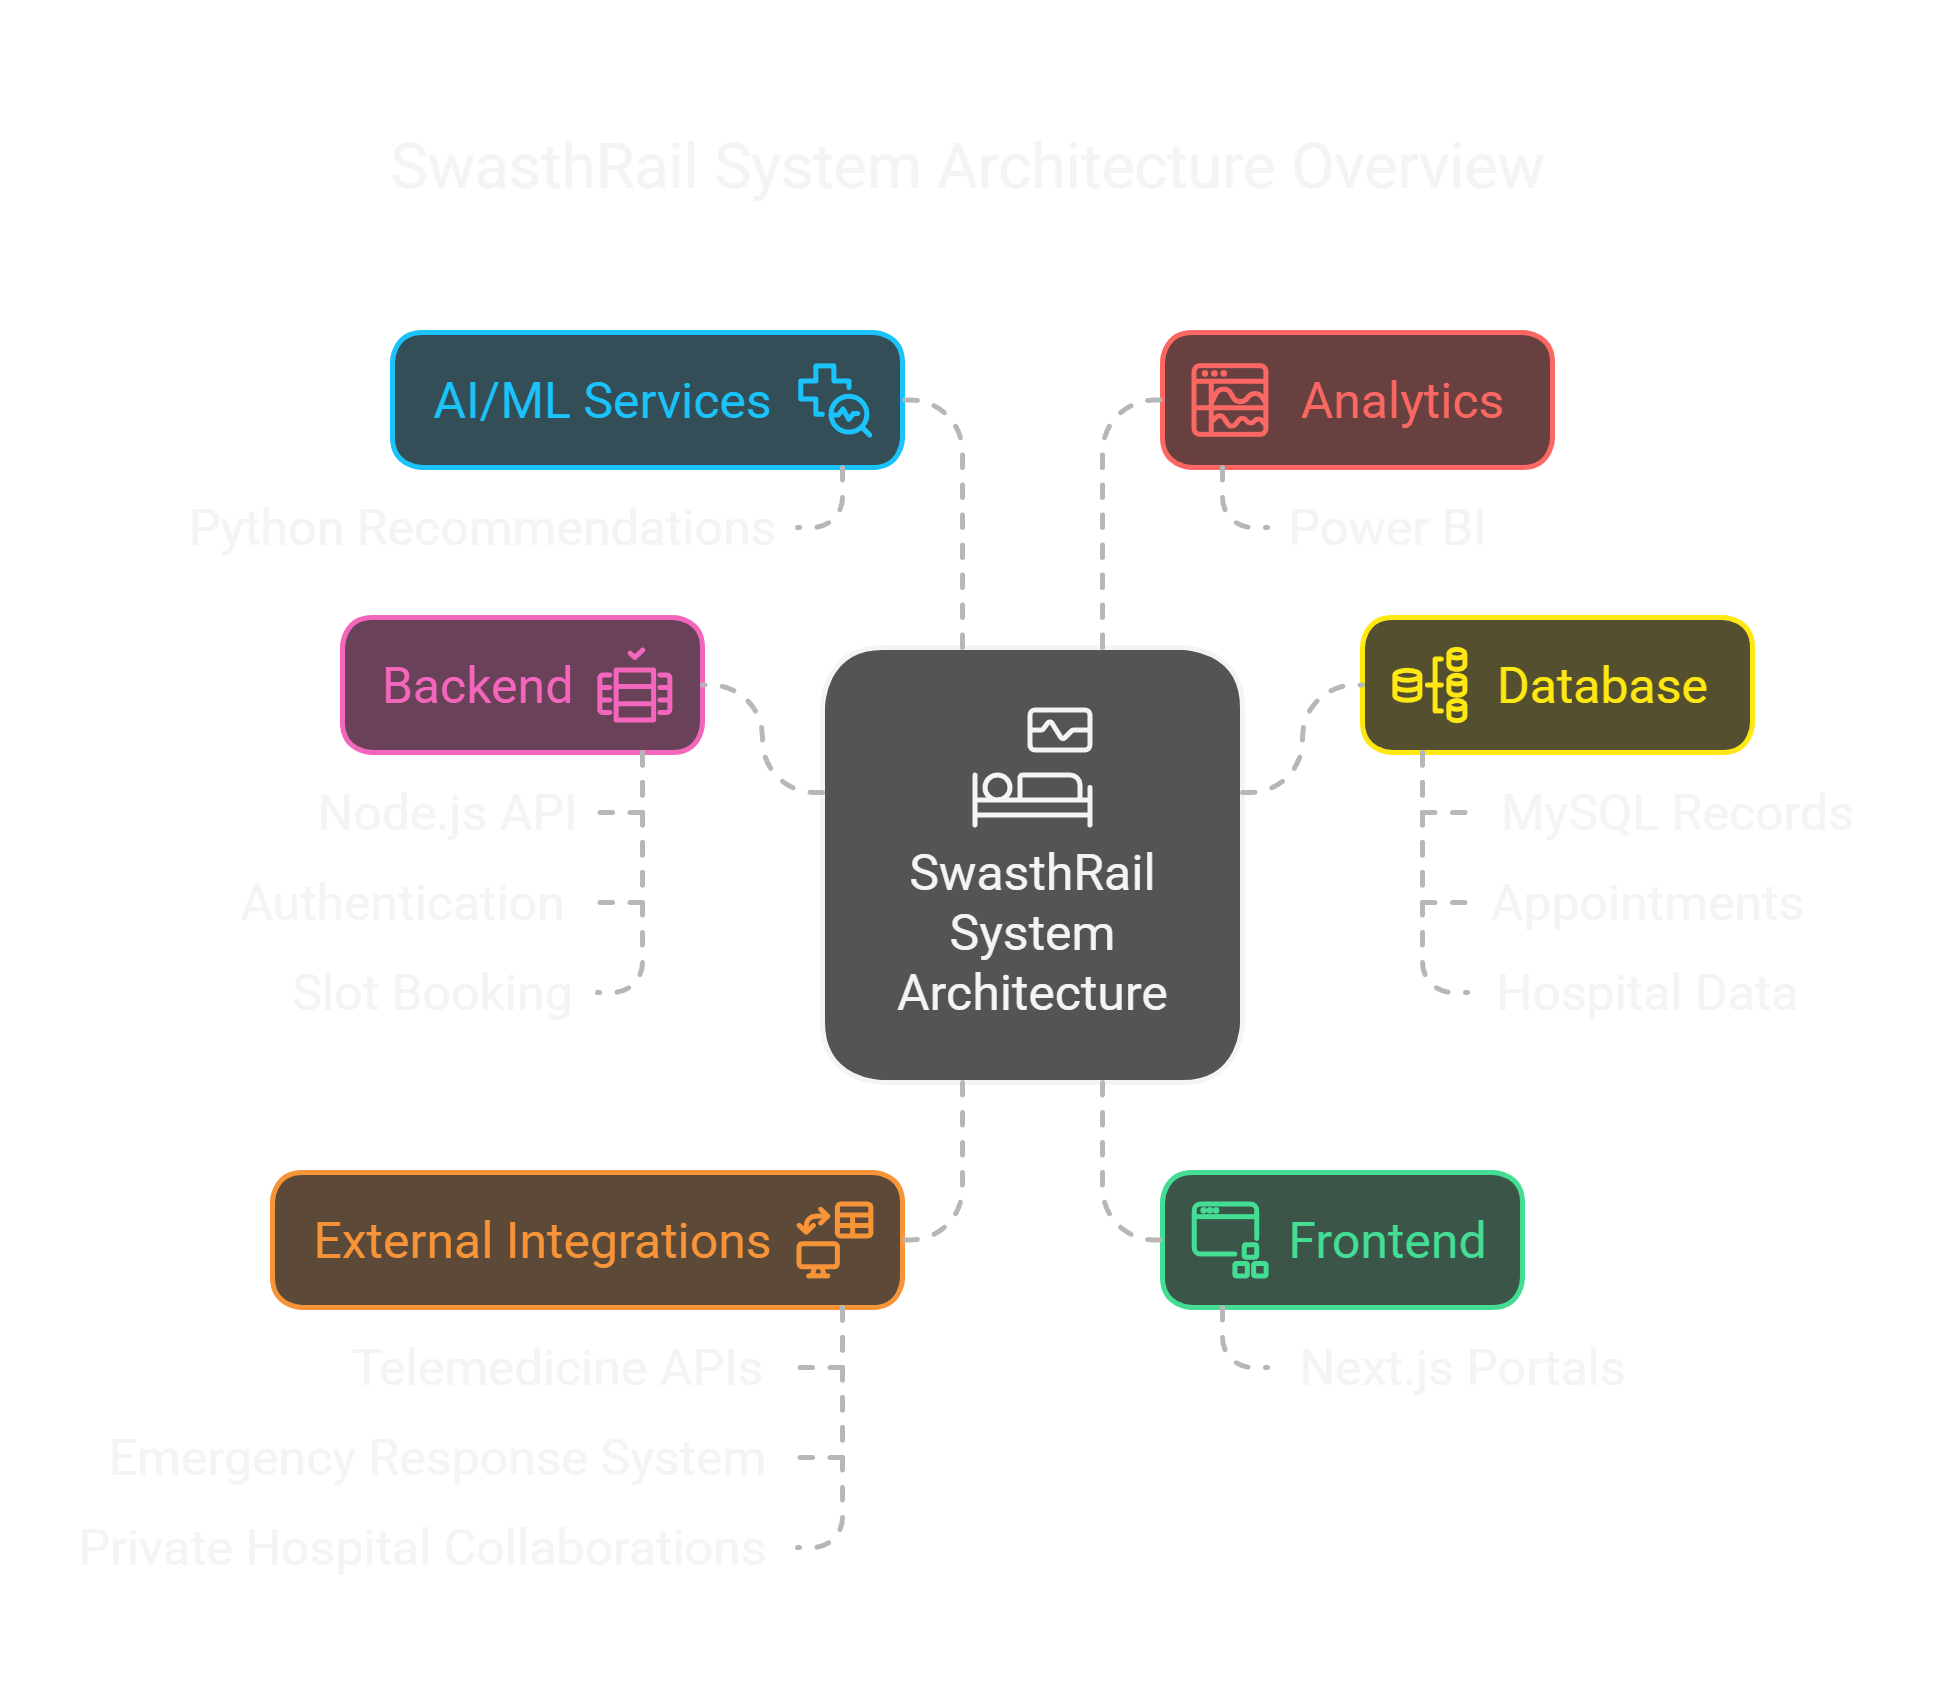 SwasthRail System Architecture Overview
AI/ML Services
Python Recommendations
Analytics
Power BI
Backend
Node.js API
Authentication
Slot Booking
SwasthRail
System
Architecture
Database
MySQL Records
Appointments
Hospital Data
External Integrations
Telemedicine APIs
Emergency Response System
Private Hospital Collaborations
Frontend
Next.js Portals